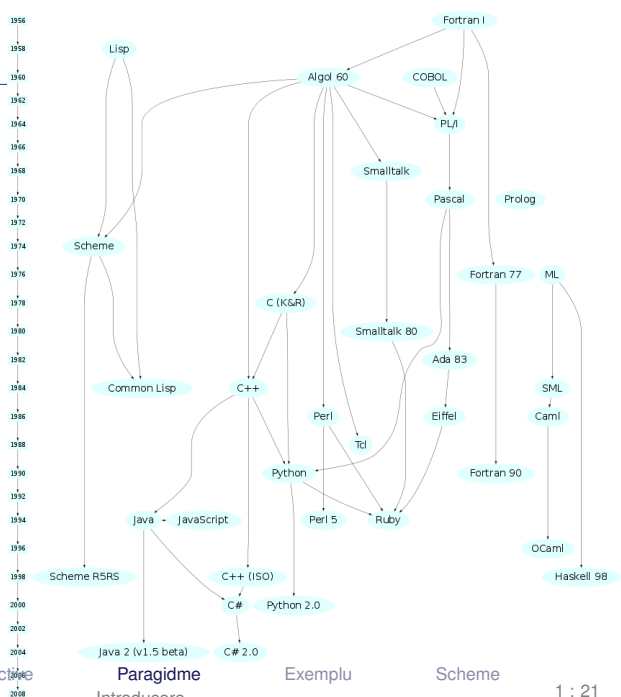 1956 Fortran I
1958 Lisp
1960 Algol 60 COBOL
1962
1964 PL/I
1966
1968 Smalltalk
1970 Pascal Prolog
1972
1974 Scheme
1976 Fortran 77 ML
1978 C (K&R)
1980 Smalltalk 80
1982 Ada 83
1984 Common Lisp C++ SML
1986 Perl Eiffel Caml
1988 Tcl
1990 Python Fortran 90
1992
1994 Java JavaScript Perl 5 Ruby
1996 OCaml
1998 Scheme R5RS C++ (ISO) Haskell 98
2000 C# Python 2.0
2002
2004 Java 2 (v1.5 beta) C# 2.0
Paragidme Exemplu Scheme
2008 Introducere 1 : 21